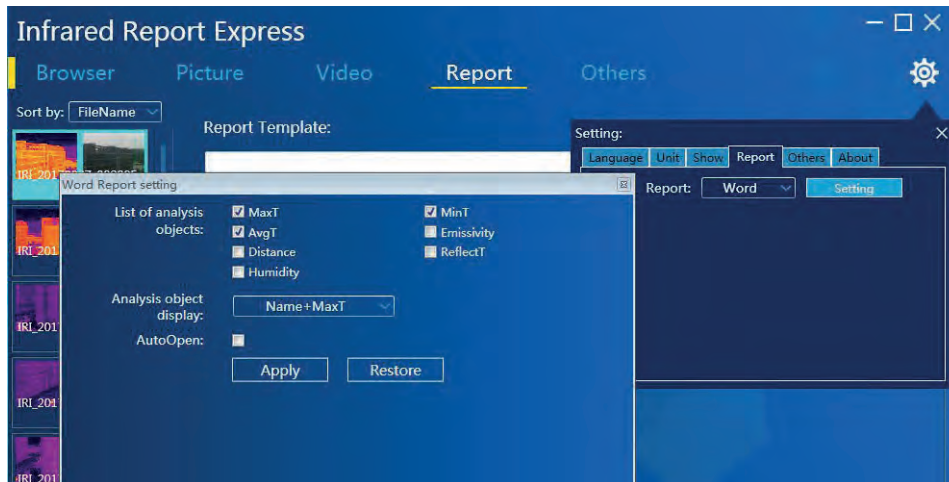 Infrared Report Express
Browser Picture Video Report Others
Sort by: FileName
Report Template:
Setting:
Language Unit Show Report Others About
Report: Word Setting
Word Report setting
List of analysis objects:
MaxT MinT
AvgT Emissivity
Distance ReflectT
Humidity
Analysis object display:
Name+MaxT
AutoOpen:
Apply Restore
IRI_201
IRI_201
IRI_201
IRI_201